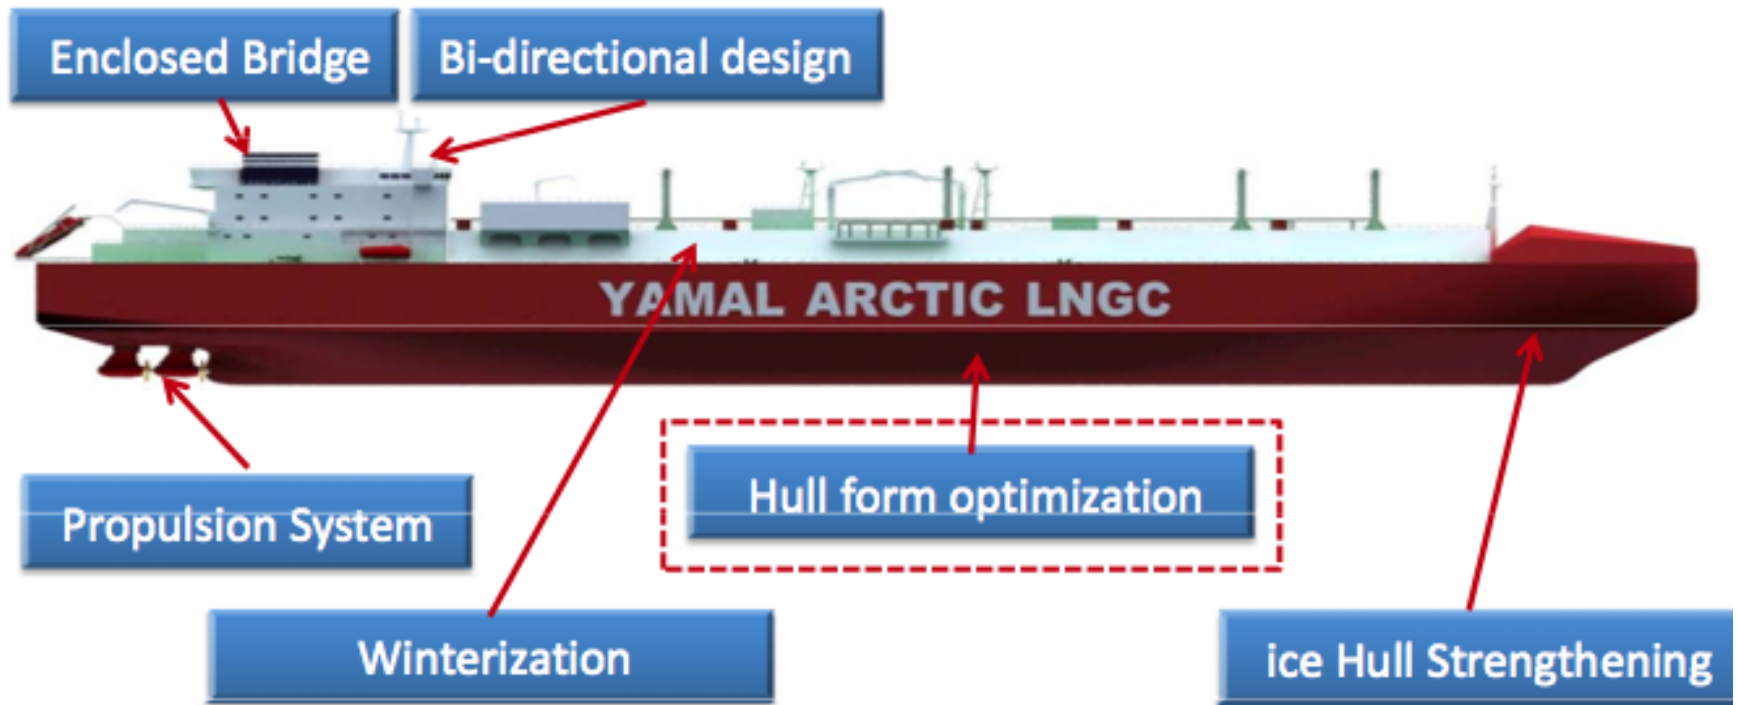 Enclosed Bridge
Bi-directional design
YAMAL ARCTIC LNGC
Hull form optimization
Propulsion System
Winterization
ice Hull Strengthening